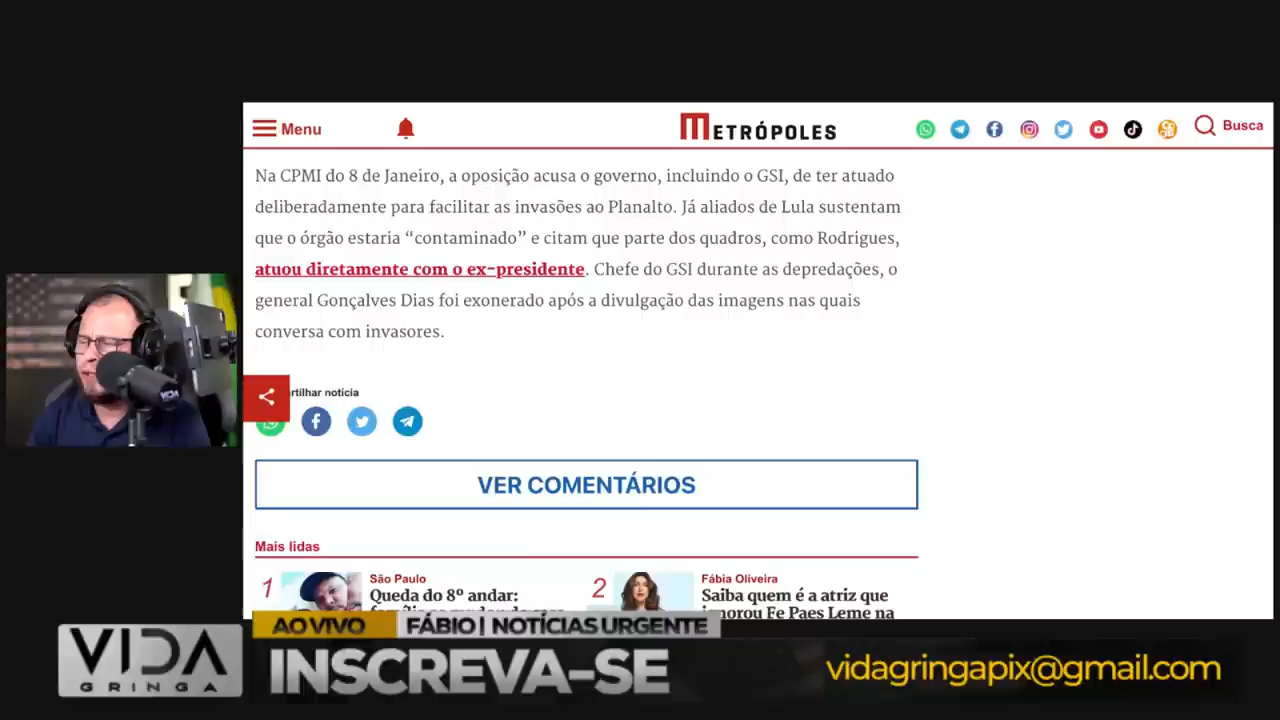 Menu
METRÓPOLES
Busca
Na CPMI do 8 de Janeiro, a oposição acusa o governo, incluindo o GSI, de ter atuado
deliberadamente para facilitar as invasões ao Planalto. Já aliados de Lula sustentam
que o órgão estaria “contaminado” e citam que parte dos quadros, como Rodrigues,
atuou diretamente com o ex-presidente. Chefe do GSI durante as depredações, o
general Gonçalves Dias foi exonerado após a divulgação das imagens nas quais
conversa com invasores.
rtilhar notícia
VER COMENTÁRIOS
Mais lidas
1
São Paulo
Queda do 8º andar:
2
Fábia Oliveira
Saiba quem é a atriz que
ignorou Fe Paes Leme na
AO VIVO
FÁBIO | NOTÍCIAS URGENTE
VIDA
GRINGA
INSCREVA-SE
vidagringapix@gmail.com